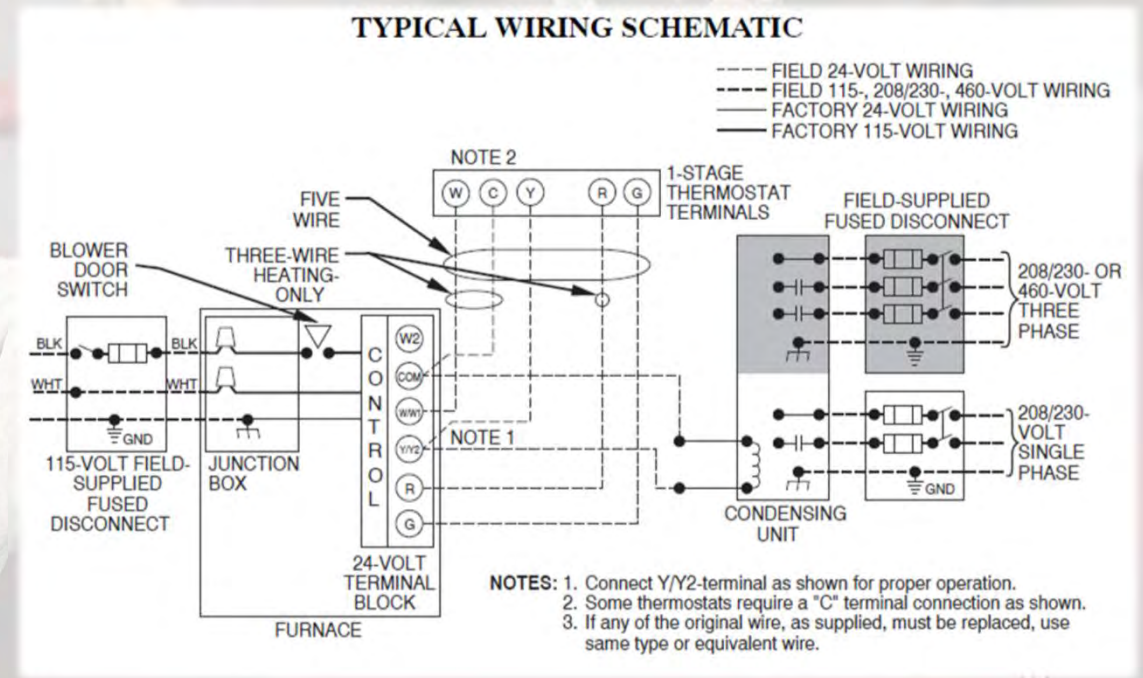 TYPICAL WIRING SCHEMATIC
FIELD 24-VOLT WIRING
FIELD 115-, 208/230-, 460-VOLT WIRING
FACTORY 24-VOLT WIRING
FACTORY 115-VOLT WIRING
NOTE 2
W C Y R G
1-STAGE
THERMOSTAT
TERMINALS
FIVE
WIRE
THREE-WIRE
HEATING-
ONLY
BLOWER
DOOR
SWITCH
FIELD-SUPPLIED
FUSED DISCONNECT
208/230- OR
460-VOLT
THREE
PHASE
BLK
BLK
WHT
WHT
GND
115-VOLT FIELD-
SUPPLIED
FUSED
DISCONNECT
JUNCTION
BOX
CONTROL
W2
COM
W/W1
Y/Y2
R
G
NOTE 1
24-VOLT
TERMINAL
BLOCK
FURNACE
208/230-
VOLT
SINGLE
PHASE
GND
CONDENSING
UNIT
NOTES: 1. Connect Y/Y2-terminal as shown for proper operation.
2. Some thermostats require a "C" terminal connection as shown.
3. If any of the original wire, as supplied, must be replaced, use
same type or equivalent wire.